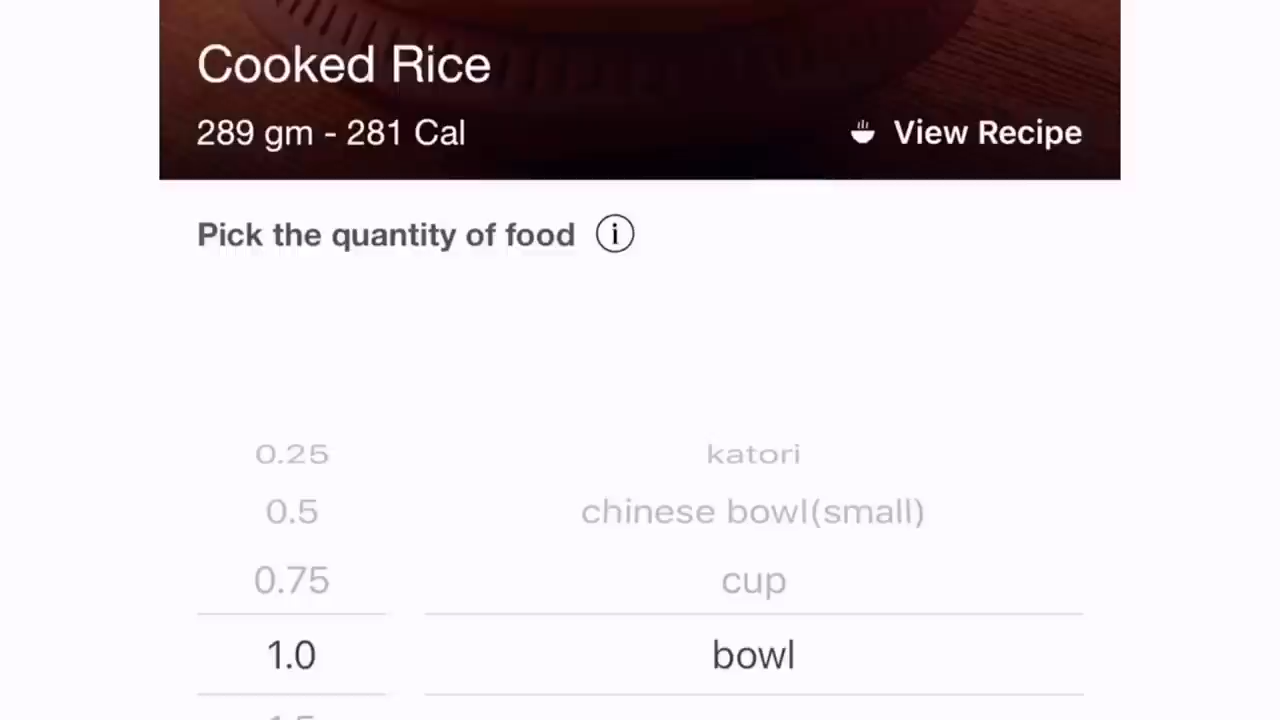 Cooked Rice
289 gm - 281 Cal
View Recipe
Pick the quantity of food
0.25 katori
0.5 chinese bowl(small)
0.75 cup
1.0 bowl